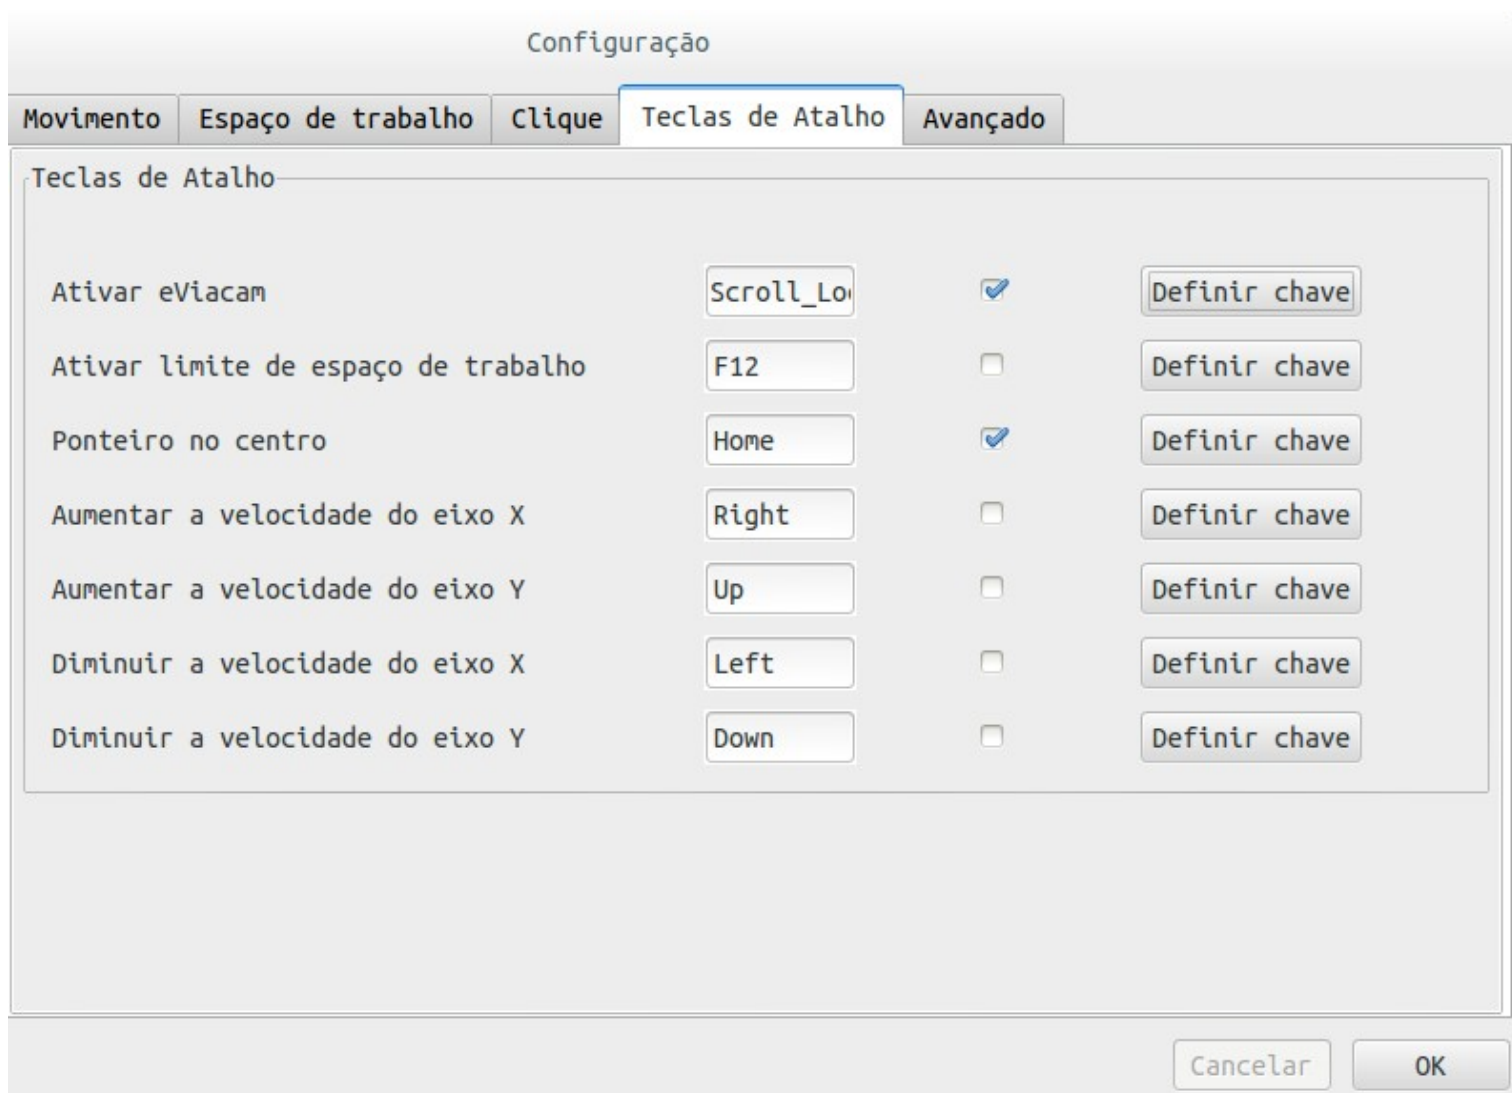 Configuração
Movimento Espaço de trabalho Clique Teclas de Atalho Avançado
Teclas de Atalho
Ativar eViacam Scroll_Loc Definir chave
Ativar limite de espaço de trabalho F12 Definir chave
Ponteiro no centro Home Definir chave
Aumentar a velocidade do eixo X Right Definir chave
Aumentar a velocidade do eixo Y Up Definir chave
Diminuir a velocidade do eixo X Left Definir chave
Diminuir a velocidade do eixo Y Down Definir chave
Cancelar OK